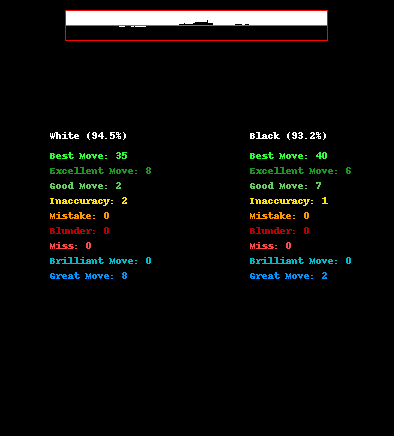 White (94.5%)
Best Move: 35
Excellent Move: 8
Good Move: 2
Inaccuracy: 2
Mistake: 0
Blunder: 0
Miss: 0
Brilliant Move: 0
Great Move: 8
Black (93.2%)
Best Move: 40
Excellent Move: 6
Good Move: 7
Inaccuracy: 1
Mistake: 0
Blunder: 0
Miss: 0
Brilliant Move: 0
Great Move: 2